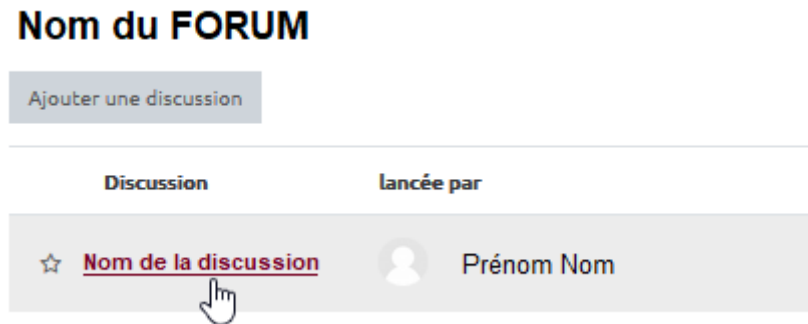 Nom du FORUM
Ajouter une discussion
Discussion lancée par
Nom de la discussion Prénom Nom